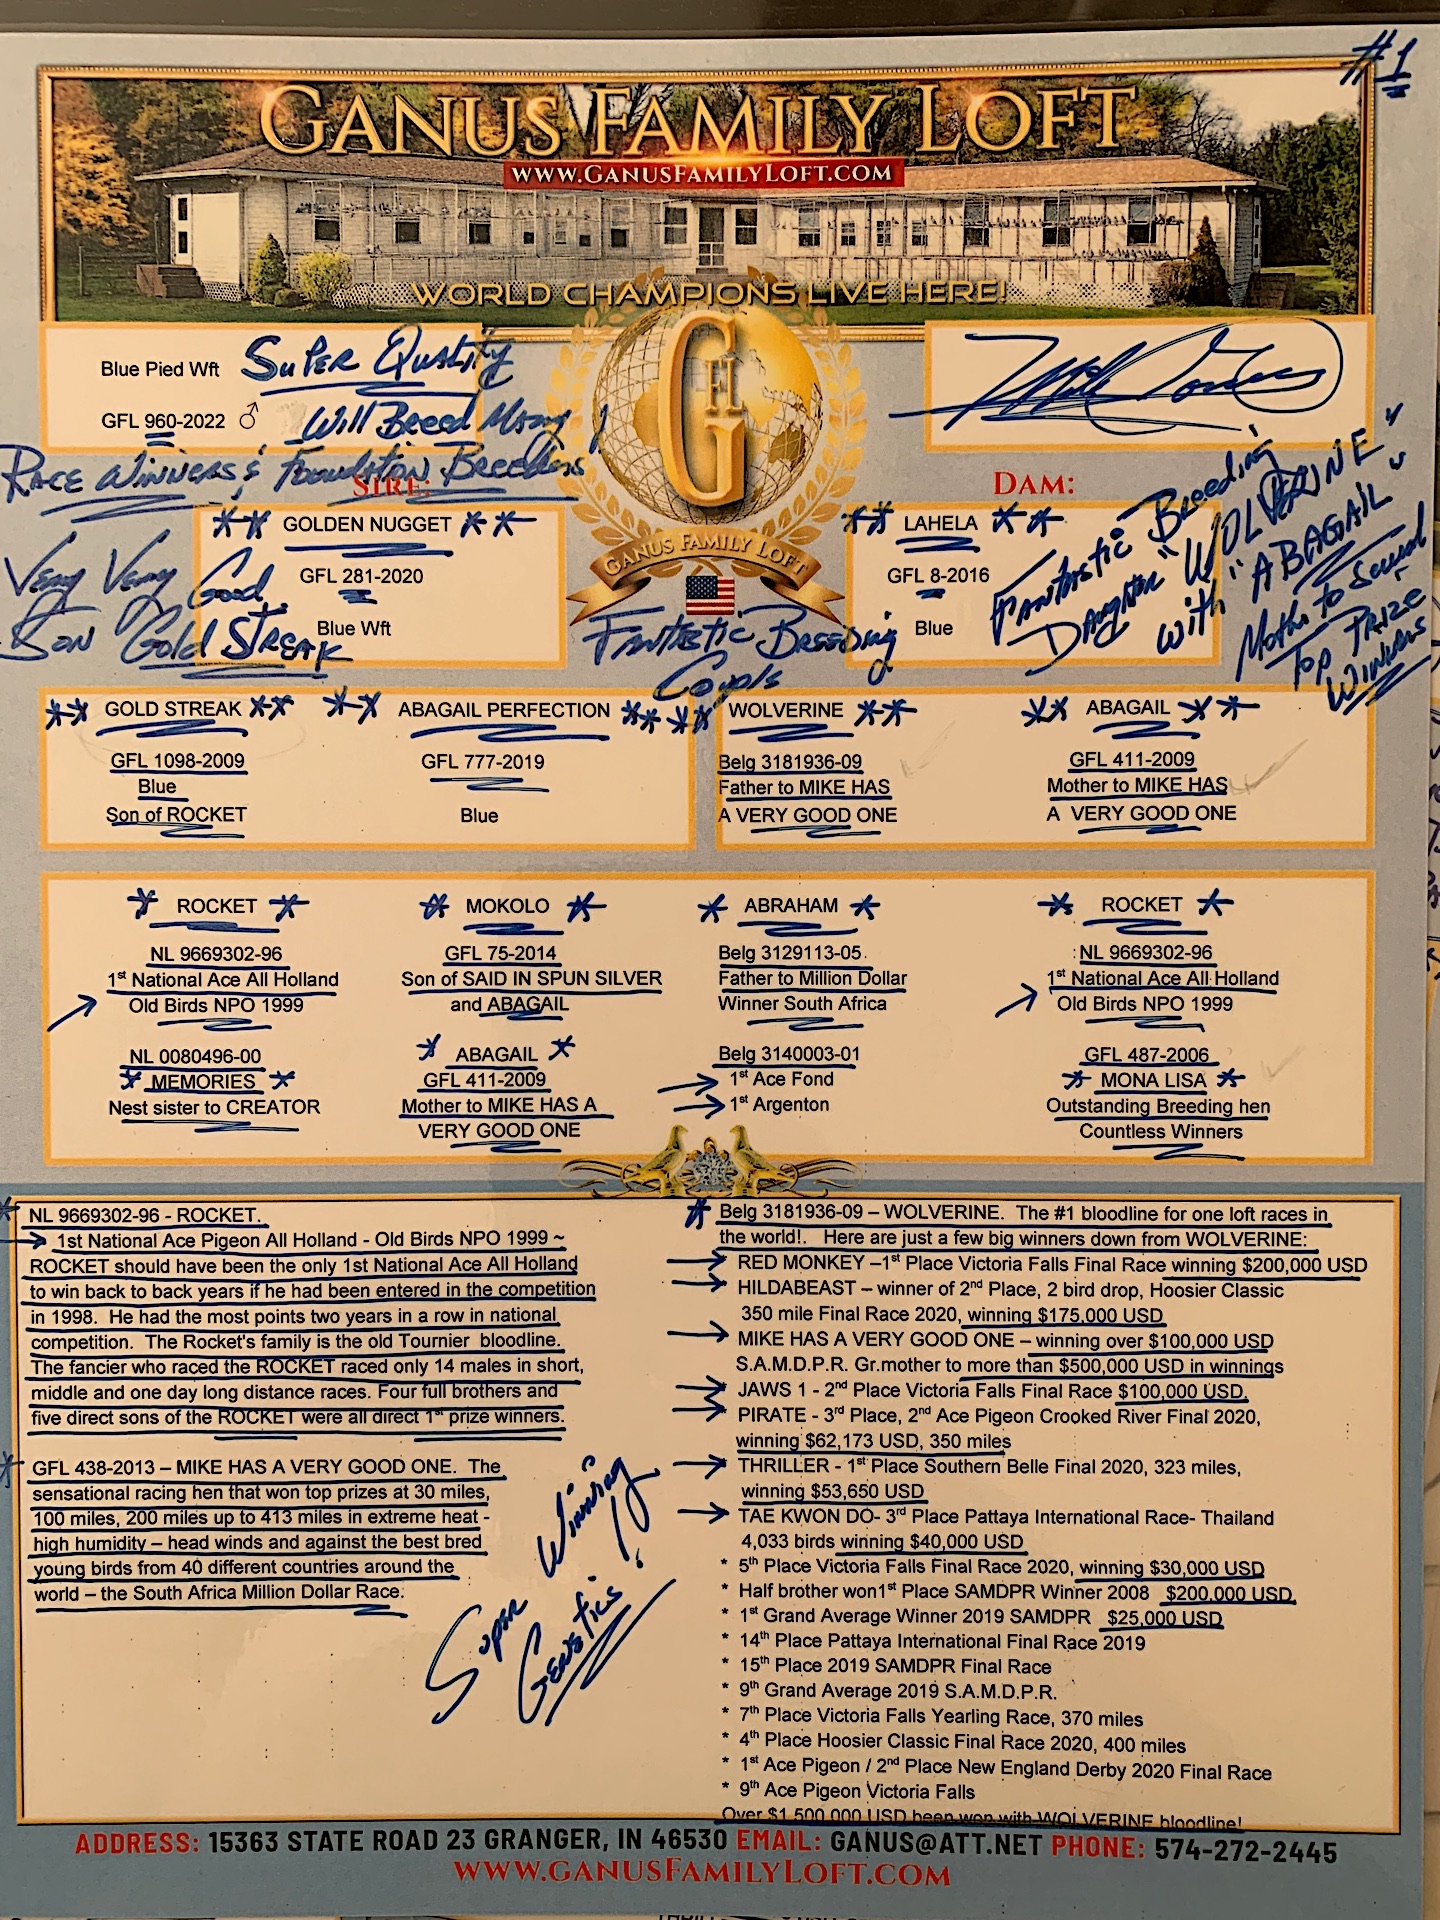 #1
GANUS FAMILY LOFT
WWW.GANUSFAMILYLOFT.COM
WORLD CHAMPIONS LIVE HERE!
Blue Pied Wft
Super Quality
GFL 960-2022 ♂
Will Breed Many
Race Winners & Foundation Breeders!
GFL
SIRE:
DAM:
** GOLDEN NUGGET **
GFL 281-2020
Blue Wft
Very Very Good
Son Gold Streak
GANUS FAMILY LOFT
Fantastic Breeding
** LAHELA **
GFL 8-2016
Blue
Fantastic Breeding
Daughter "WOLVERINE"
with "ABAGAIL"
Mother to Several
Top Prize
Winners
** GOLD STREAK **
GFL 1098-2009
Blue
Son of ROCKET
** ABAGAIL PERFECTION **
GFL 777-2019
Blue
** WOLVERINE **
Belg 3181936-09
Father to MIKE HAS
A VERY GOOD ONE
** ABAGAIL **
GFL 411-2009
Mother to MIKE HAS
A VERY GOOD ONE
* ROCKET *
NL 9669302-96
1st National Ace All Holland
Old Birds NPO 1999
NL 0080496-00
* MEMORIES *
Nest sister to CREATOR
* MOKOLO *
GFL 75-2014
Son of SAID IN SPUN SILVER
and ABAGAIL
* ABAGAIL *
GFL 411-2009
Mother to MIKE HAS A
VERY GOOD ONE
* ABRAHAM *
Belg 3129113-05
Father to Million Dollar
Winner South Africa
Belg 3140003-01
1st Ace Fond
1st Argenton
* ROCKET *
NL 9669302-96
1st National Ace All Holland
Old Birds NPO 1999
GFL 487-2006
* MONA LISA *
Outstanding Breeding hen
Countless Winners
* NL 9669302-96 - ROCKET.
1st National Ace Pigeon All Holland - Old Birds NPO 1999 ~
ROCKET should have been the only 1st National Ace All Holland
to win back to back years if he had been entered in the competition
in 1998. He had the most points two years in a row in national
competition. The Rocket's family is the old Tournier bloodline.
The fancier who raced the ROCKET raced only 14 males in short,
middle and one day long distance races. Four full brothers and
five direct sons of the ROCKET were all direct 1st prize winners.
* GFL 438-2013 – MIKE HAS A VERY GOOD ONE. The
sensational racing hen that won top prizes at 30 miles,
100 miles, 200 miles up to 413 miles in extreme heat -
high humidity – head winds and against the best bred
young birds from 40 different countries around the
world – the South Africa Million Dollar Race.
Super Winning
Genetics!
* Belg 3181936-09 – WOLVERINE. The #1 bloodline for one loft races in
the world!. Here are just a few big winners down from WOLVERINE:
RED MONKEY –1st Place Victoria Falls Final Race winning $200,000 USD
HILDABEAST – winner of 2nd Place, 2 bird drop, Hoosier Classic
350 mile Final Race 2020, winning $175,000 USD
MIKE HAS A VERY GOOD ONE – winning over $100,000 USD
S.A.M.D.P.R. Gr.mother to more than $500,000 USD in winnings
JAWS 1 - 2nd Place Victoria Falls Final Race $100,000 USD.
PIRATE - 3rd Place, 2nd Ace Pigeon Crooked River Final 2020,
winning $62,173 USD, 350 miles
THRILLER - 1st Place Southern Belle Final 2020, 323 miles,
winning $53,650 USD
TAE KWON DO- 3rd Place Pattaya International Race- Thailand
4,033 birds winning $40,000 USD
* 5th Place Victoria Falls Final Race 2020, winning $30,000 USD
* Half brother won1st Place SAMDPR Winner 2008 $200,000 USD.
* 1st Grand Average Winner 2019 SAMDPR $25,000 USD
* 14th Place Pattaya International Final Race 2019
* 15th Place 2019 SAMDPR Final Race
* 9th Grand Average 2019 S.A.M.D.P.R.
* 7th Place Victoria Falls Yearling Race, 370 miles
* 4th Place Hoosier Classic Final Race 2020, 400 miles
* 1st Ace Pigeon / 2nd Place New England Derby 2020 Final Race
* 9th Ace Pigeon Victoria Falls
Over $1,500,000 USD been won with WOLVERINE bloodline!
ADDRESS: 15363 STATE ROAD 23 GRANGER, IN 46530 EMAIL: GANUS@ATT.NET PHONE: 574-272-2445
WWW.GANUSFAMILYLOFT.COM